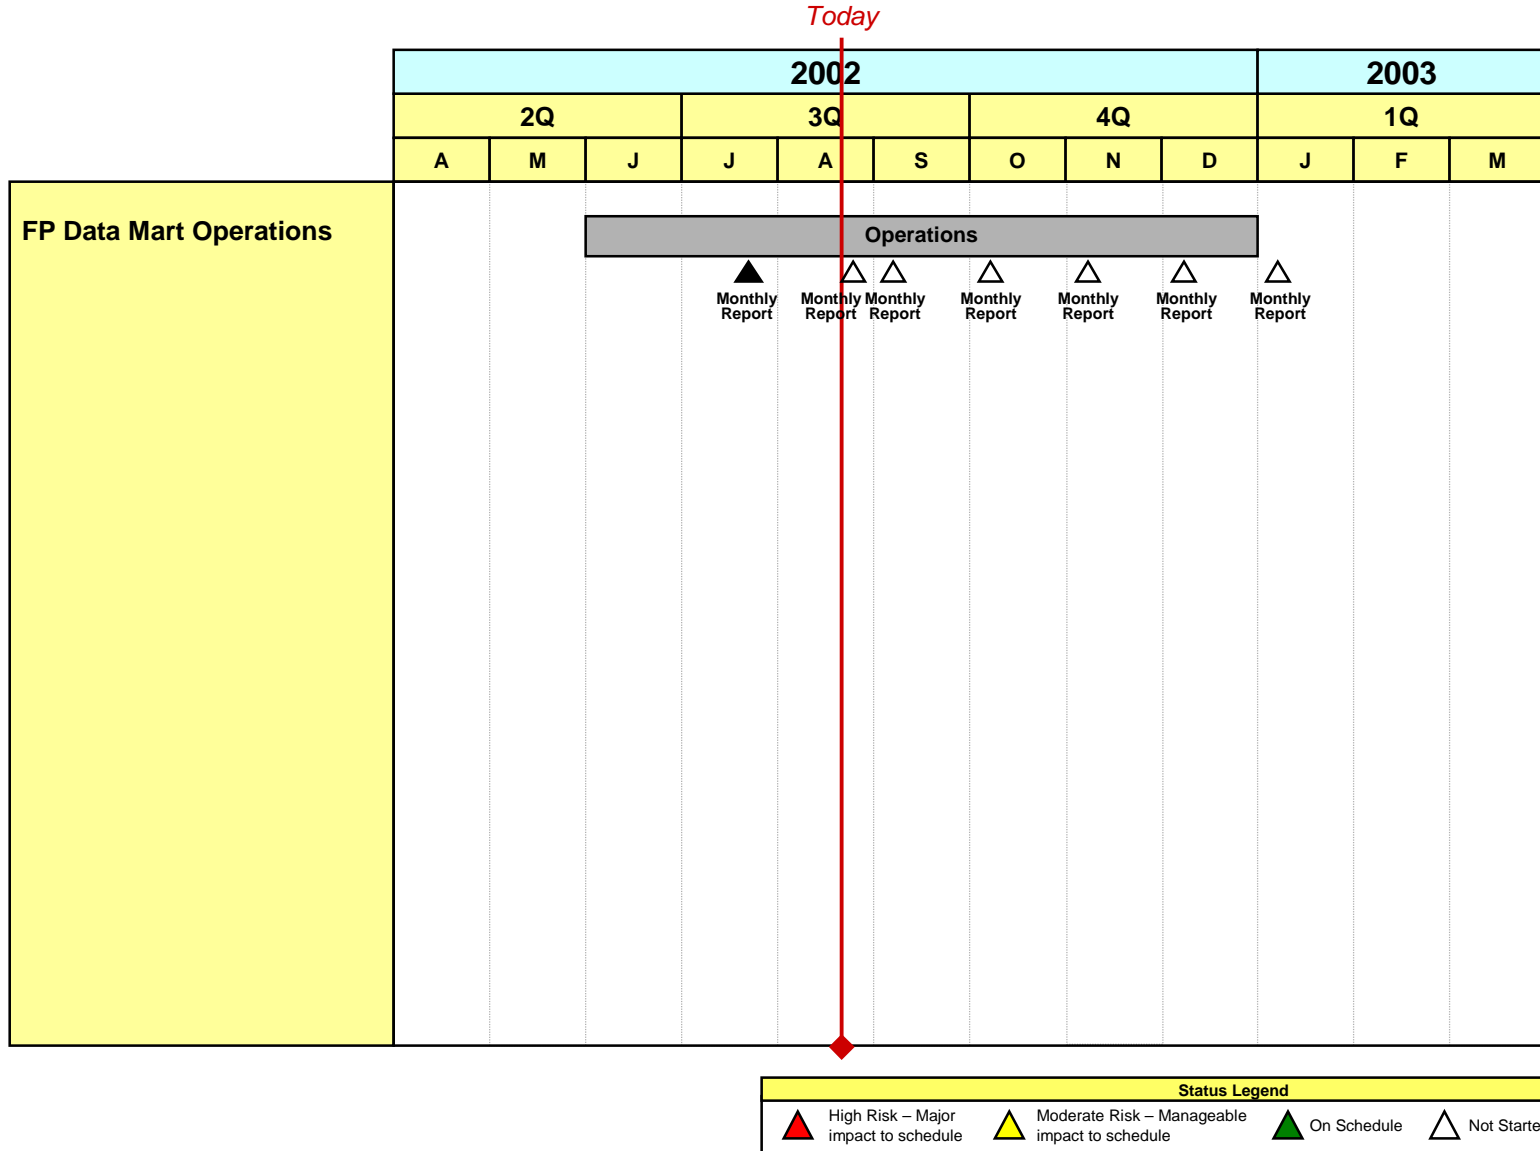 Today
2002
2003
2Q
3Q
4Q
1Q
A
M
J
J
A
S
O
N
D
J
F
M
FP Data Mart Operations
Operations
Monthly
Report
Monthly
Report
Monthly
Report
Monthly
Report
Monthly
Report
Monthly
Report
Monthly
Report
Status Legend
High Risk – Major
impact to schedule
Moderate Risk – Manageable
impact to schedule
On Schedule
Not Starte